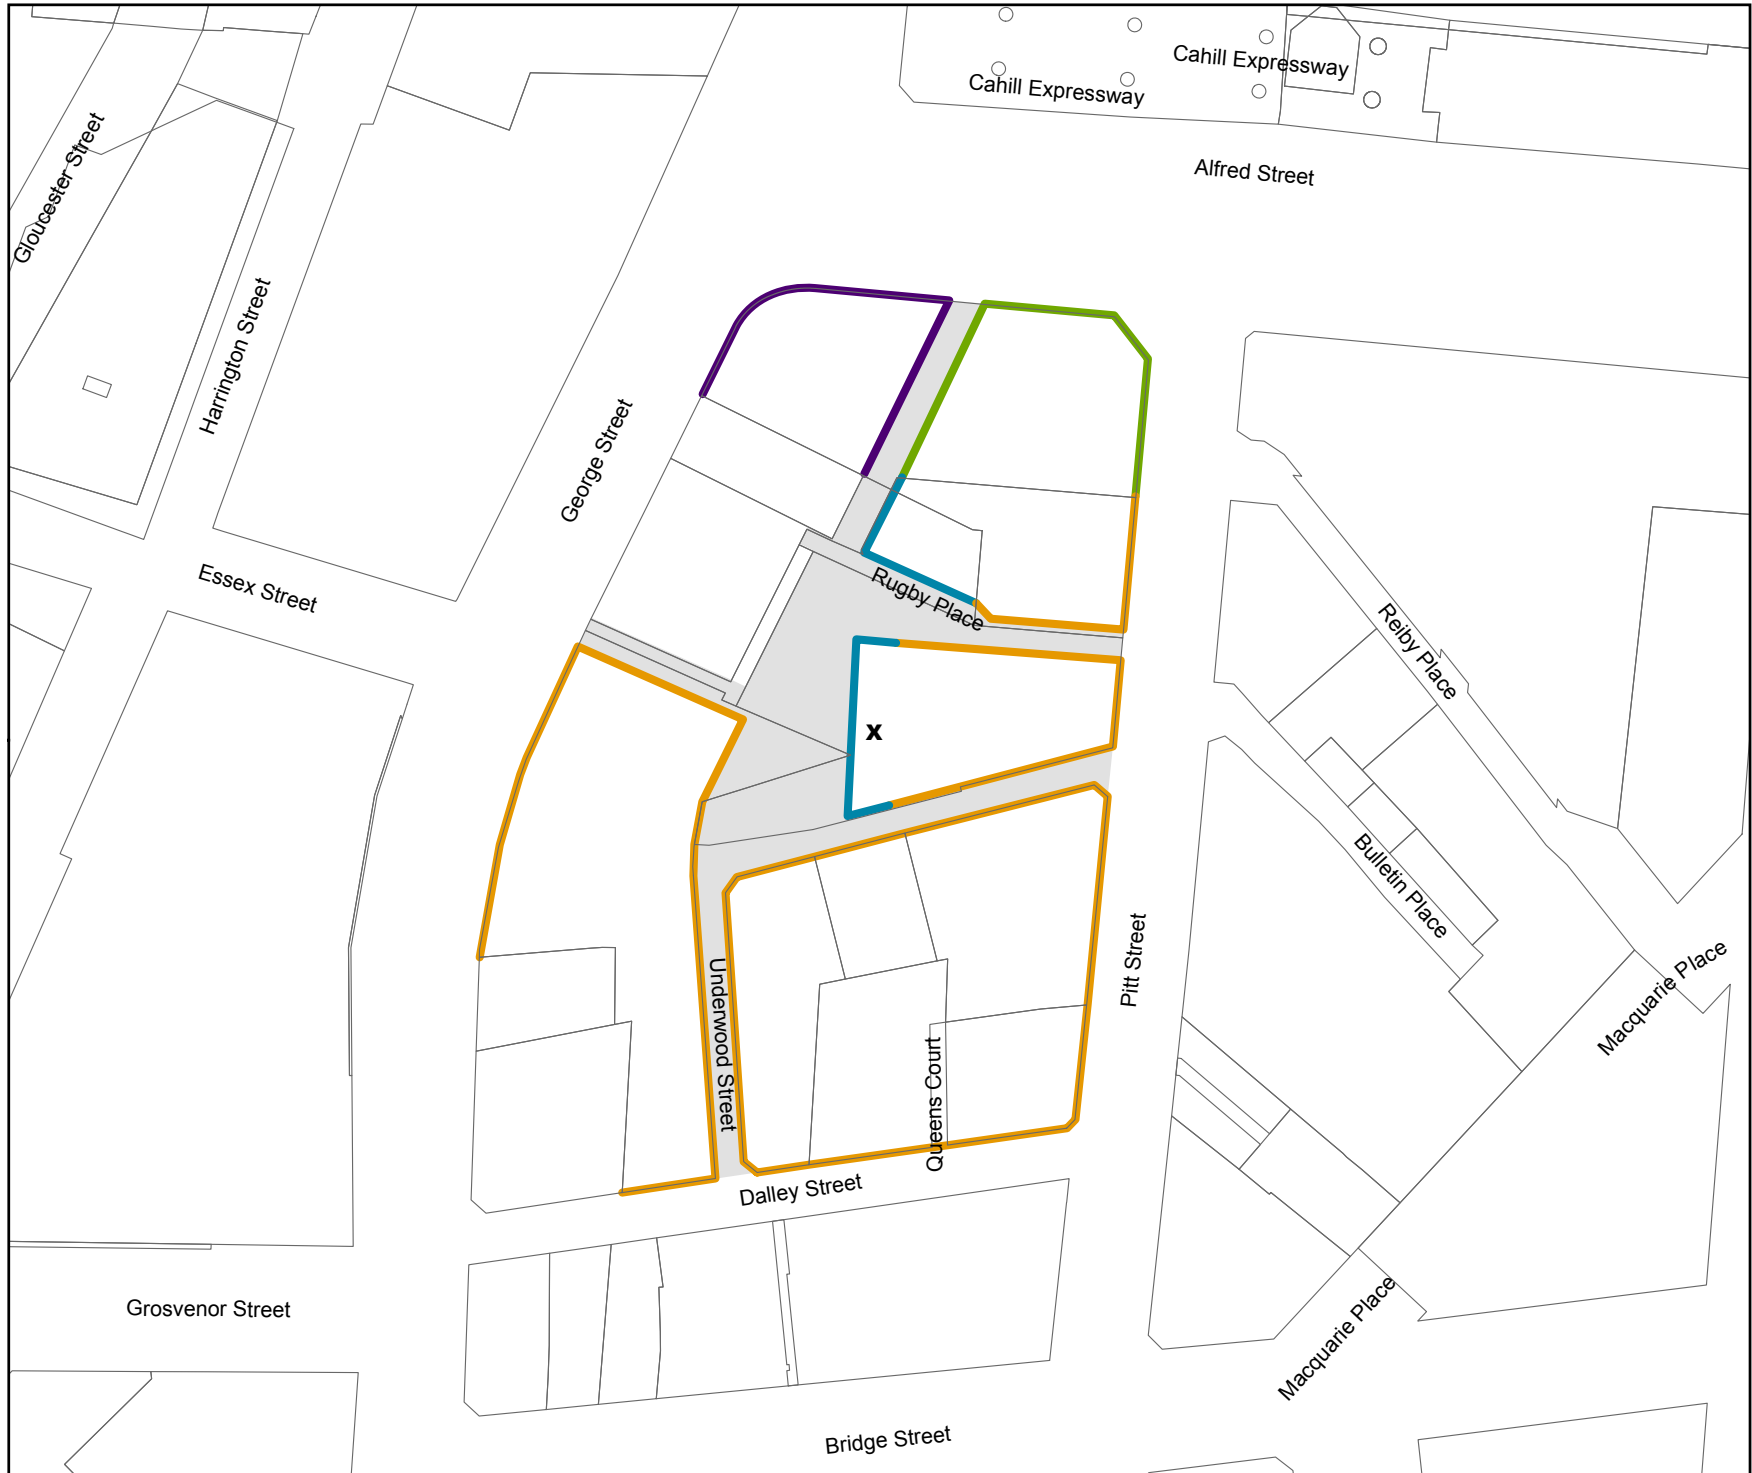 Cahill Expressway
Cahill Expressway
Alfred Street
Gloucester Street
Harrington Street
George Street
Essex Street
Rugby Place
Reiby Place
x
Bulletin Place
Pitt Street
Macquarie Place
Underwood Street
Queens Court
Dalley Street
Grosvenor Street
Macquarie Place
Bridge Street